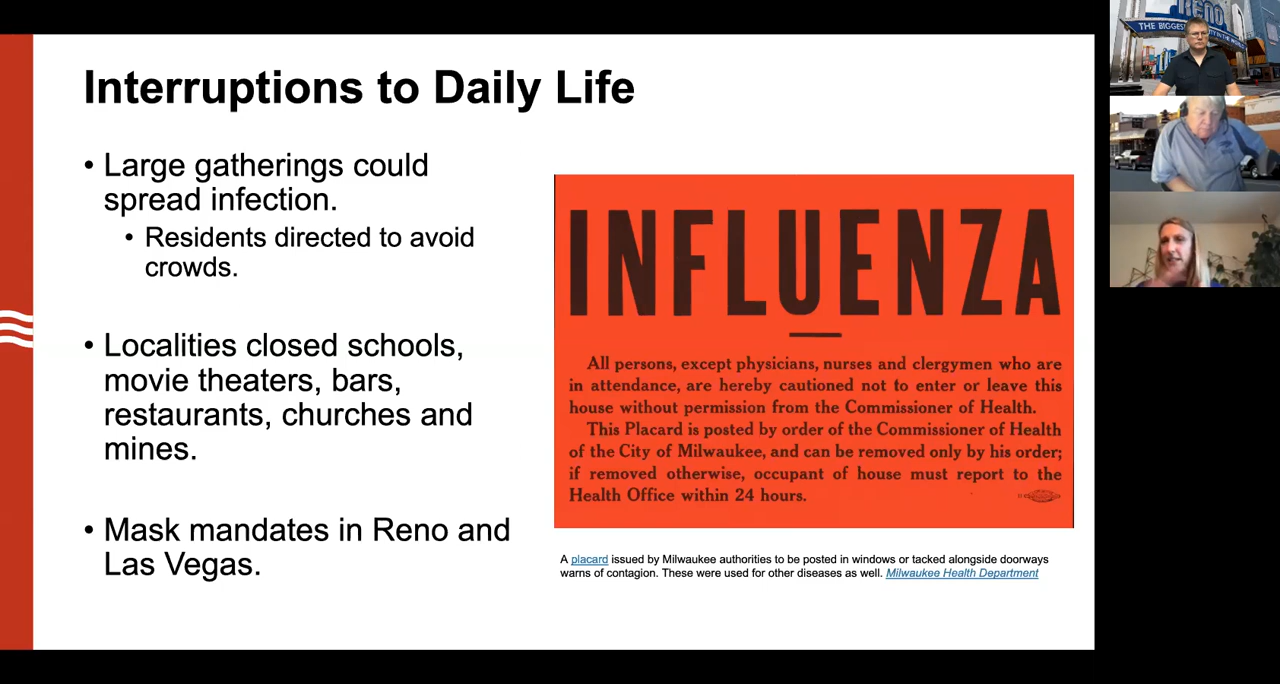 Interruptions to Daily Life
• Large gatherings could
spread infection.
• Residents directed to avoid
crowds.
• Localities closed schools,
movie theaters, bars,
restaurants, churches and
mines.
• Mask mandates in Reno and
Las Vegas.
INFLUENZA
All persons, except physicians, nurses and clergymen who are
in attendance, are hereby cautioned not to enter or leave this
house without permission from the Commissioner of Health.
This Placard is posted by order of the Commissioner of Health
of the City of Milwaukee, and can be removed only by his order;
if removed otherwise, occupant of house must report to the
Health Office within 24 hours.
A placard issued by Milwaukee authorities to be posted in windows or tacked alongside doorways
warns of contagion. These were used for other diseases as well. Milwaukee Health Department
RENO
THE BIGGEST